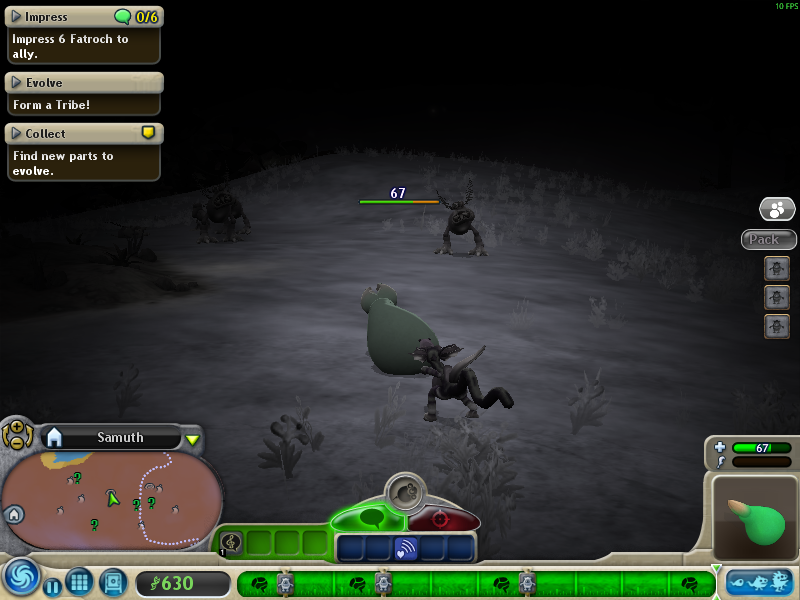 10 FPS
Impress 0/6
Impress 6 Fatroch to
ally.
Evolve
Form a Tribe!
Collect
Find new parts to
evolve.
67
Pack
Samuth
67
1
630